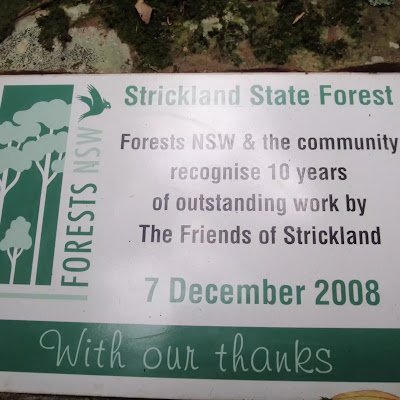 Strickland State Forest
Forests NSW & the community
recognise 10 years
of outstanding work by
The Friends of Strickland
7 December 2008
FORESTS NSW
With our thanks